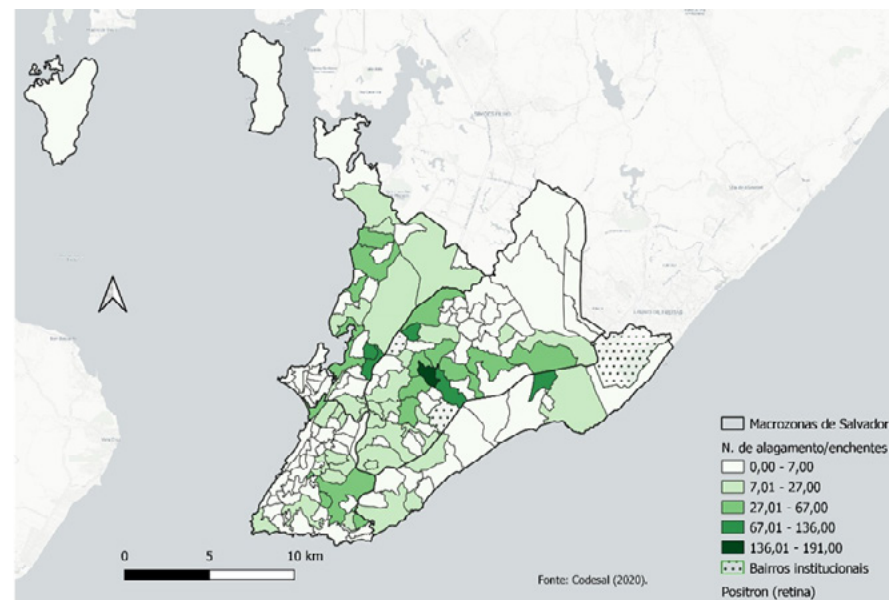 Macrozonas de Salvador
N. de alagamento/enchentes
0,00 - 7,00
7,01 - 27,00
27,01 - 67,00
67,01 - 136,00
136,01 - 191,00
Bairros institucionais
Positron (retina)
0 5 10 km
Fonte: Codesal (2020).